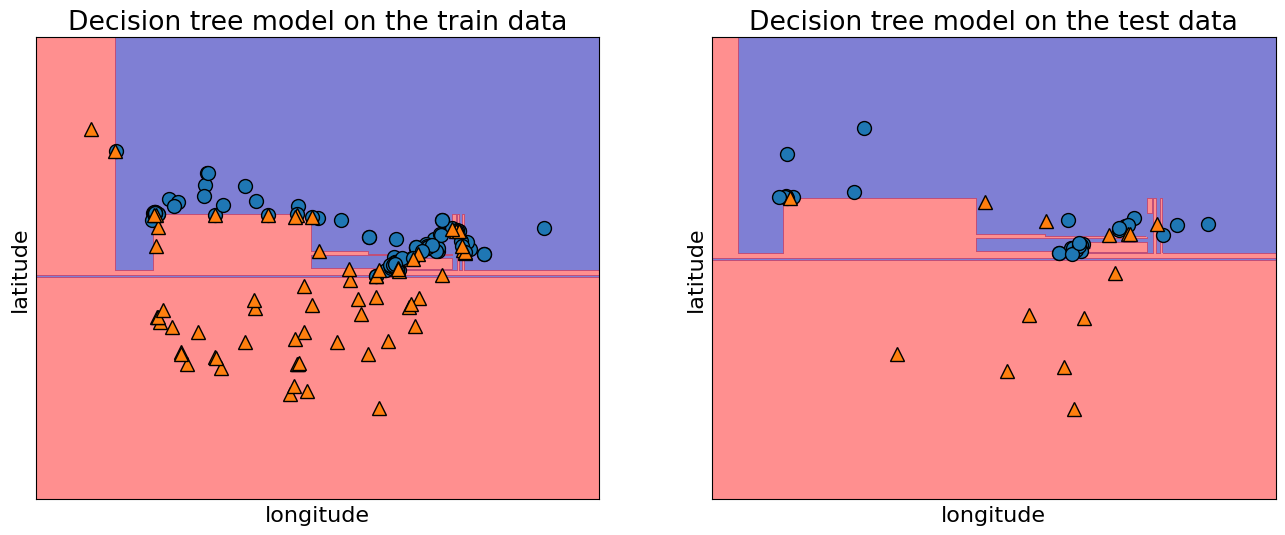 Decision tree model on the train data
Decision tree model on the test data
latitude
latitude
longitude
longitude